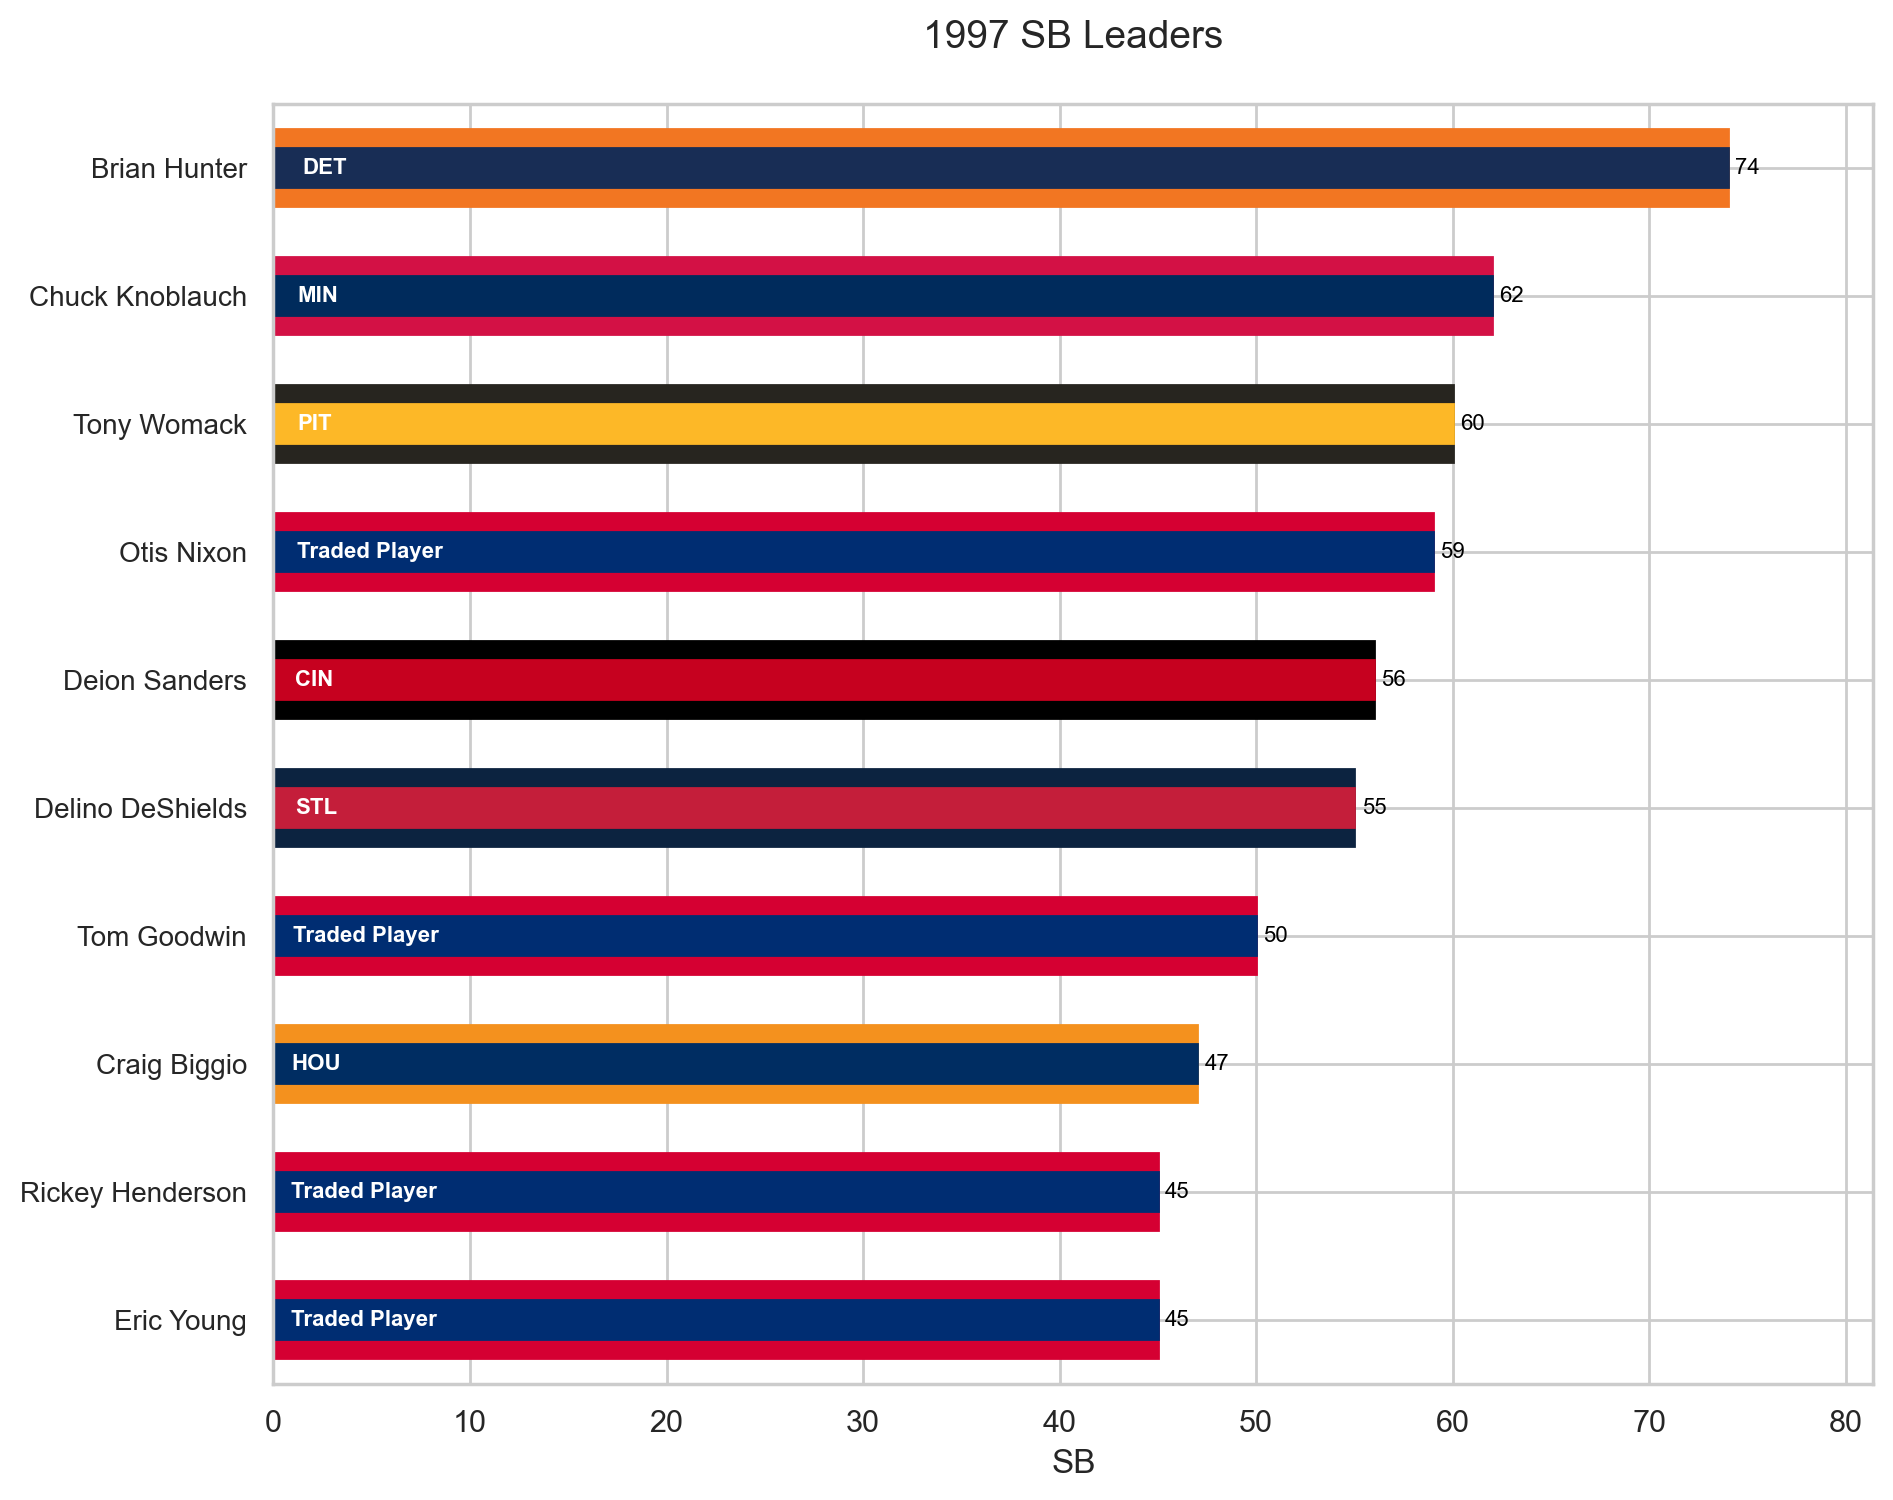 1997 SB Leaders
Brian Hunter DET 74
Chuck Knoblauch MIN 62
Tony Womack PIT 60
Otis Nixon Traded Player 59
Deion Sanders CIN 56
Delino DeShields STL 55
Tom Goodwin Traded Player 50
Craig Biggio HOU 47
Rickey Henderson Traded Player 45
Eric Young Traded Player 45
0 10 20 30 40 50 60 70 80
SB